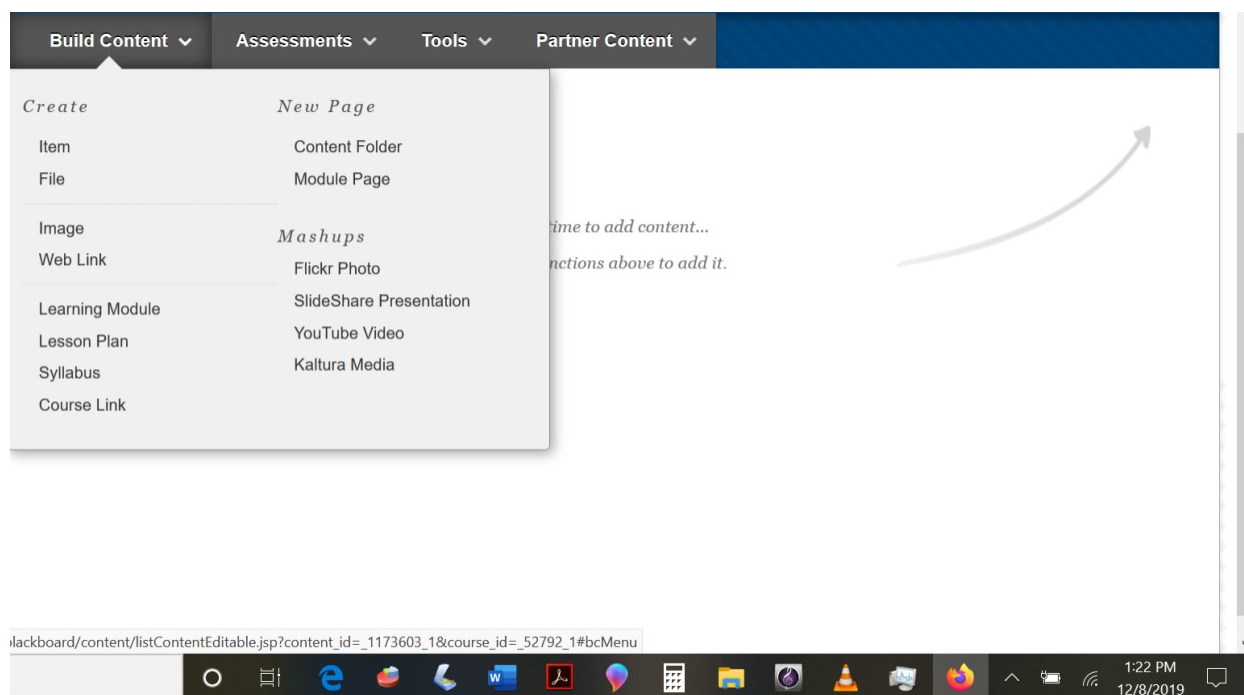 Build Content
Assessments
Tools
Partner Content
Create
Item
File
Image
Web Link
Learning Module
Lesson Plan
Syllabus
Course Link
New Page
Content Folder
Module Page
Mashups
Flickr Photo
SlideShare Presentation
YouTube Video
Kaltura Media
time to add content...
above to add it.
/content/listContentEditable.jsp?content_id=_1173603_1&course_id=_52792_1#bcMenu
1:22 PM
12/8/2019